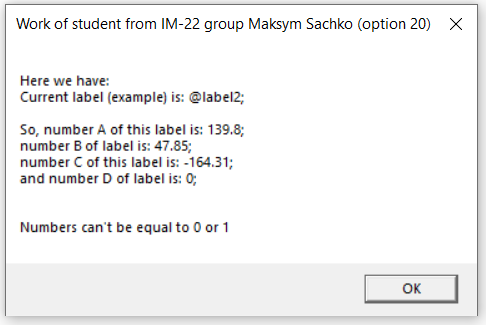 Work of student from IM-22 group Maksym Sachko (option 20)
Here we have:
Current label (example) is: @label2;
So, number A of this label is: 139.8;
number B of label is: 47.85;
number C of this label is: -164.31;
and number D of label is: 0;
Numbers can't be equal to 0 or 1
OK